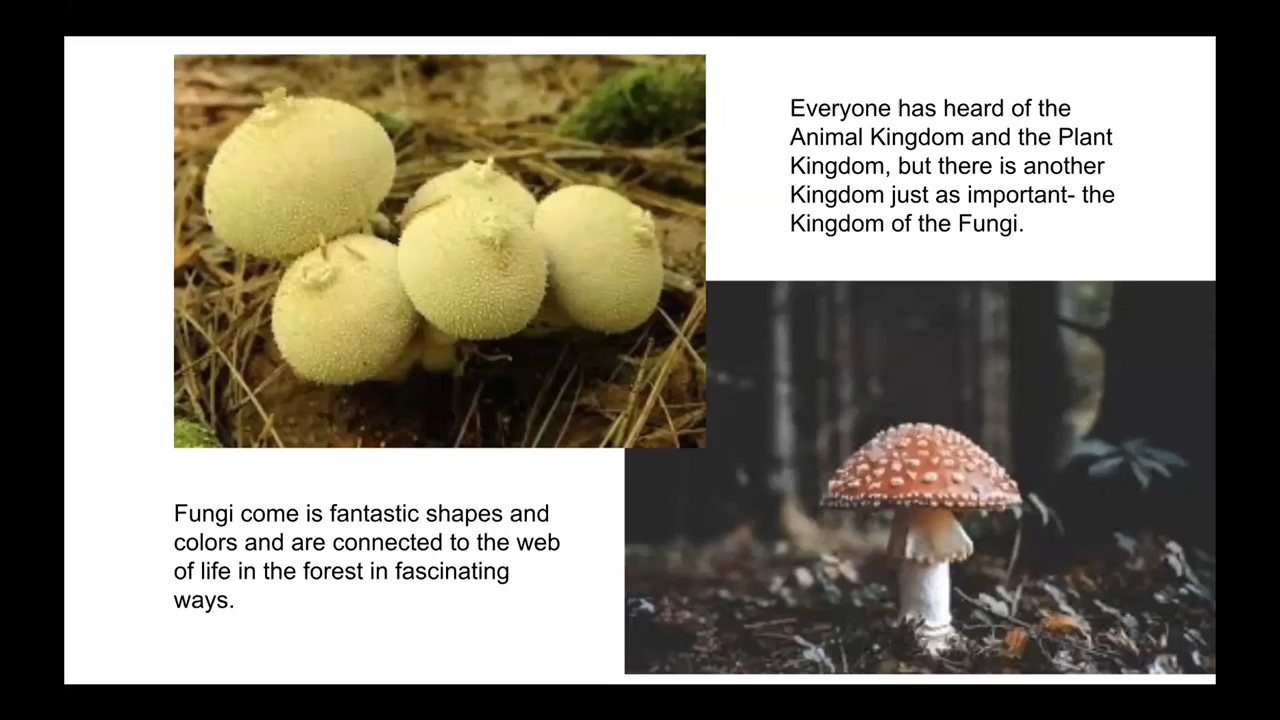 Everyone has heard of the
Animal Kingdom and the Plant
Kingdom, but there is another
Kingdom just as important- the
Kingdom of the Fungi.
Fungi come is fantastic shapes and
colors and are connected to the web
of life in the forest in fascinating
ways.